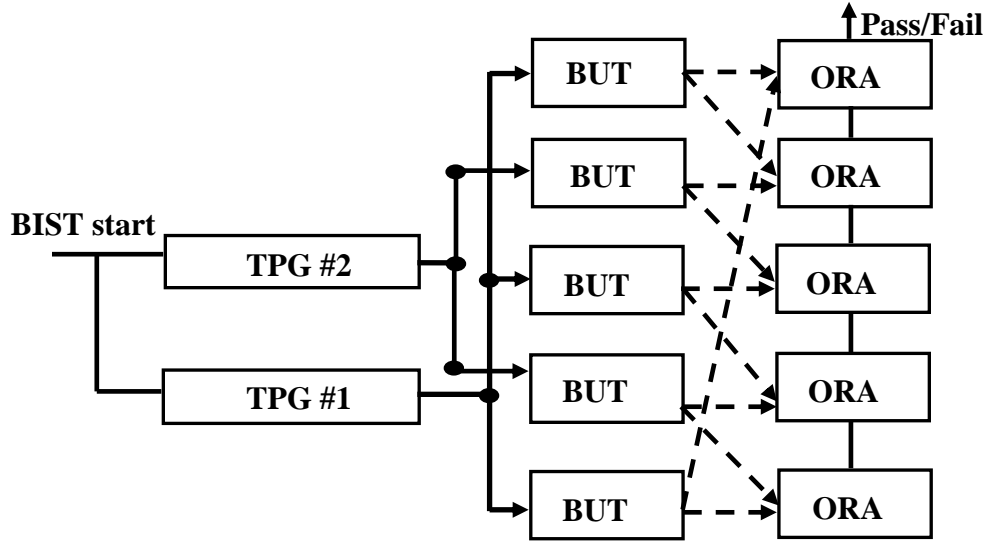 Pass/Fail
BUT
ORA
BUT
ORA
BIST start
TPG #2
BUT
ORA
TPG #1
BUT
ORA
BUT
ORA